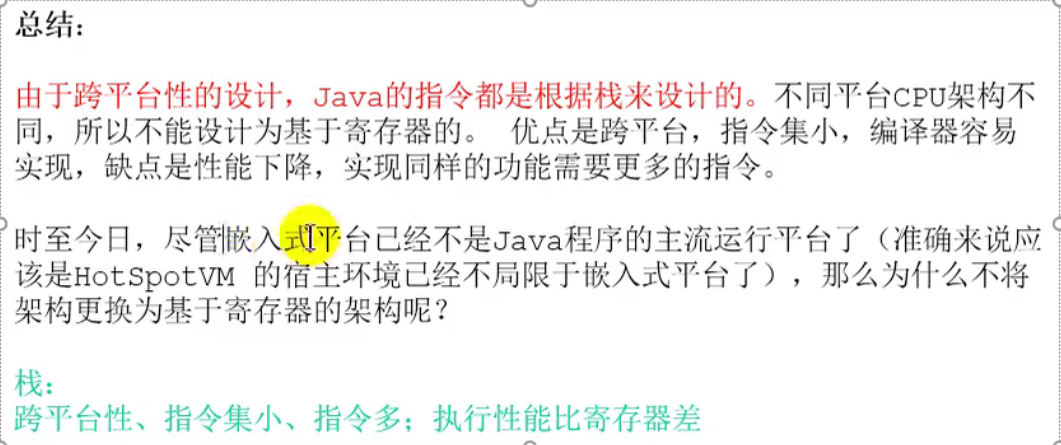 总结：
由于跨平台性的设计，Java的指令都是根据栈来设计的。不同平台CPU架构不
同，所以不能设计为基于寄存器的。 优点是跨平台，指令集小，编译器容易
实现，缺点是性能下降，实现同样的功能需要更多的指令。
时至今日，尽管嵌入式平台已经不是Java程序的主流运行平台了（准确来说应
该是HotSpotVM 的宿主环境已经不局限于嵌入式平台了），那么为什么不将
架构更换为基于寄存器的架构呢？
栈：
跨平台性、指令集小、指令多；执行性能比寄存器差